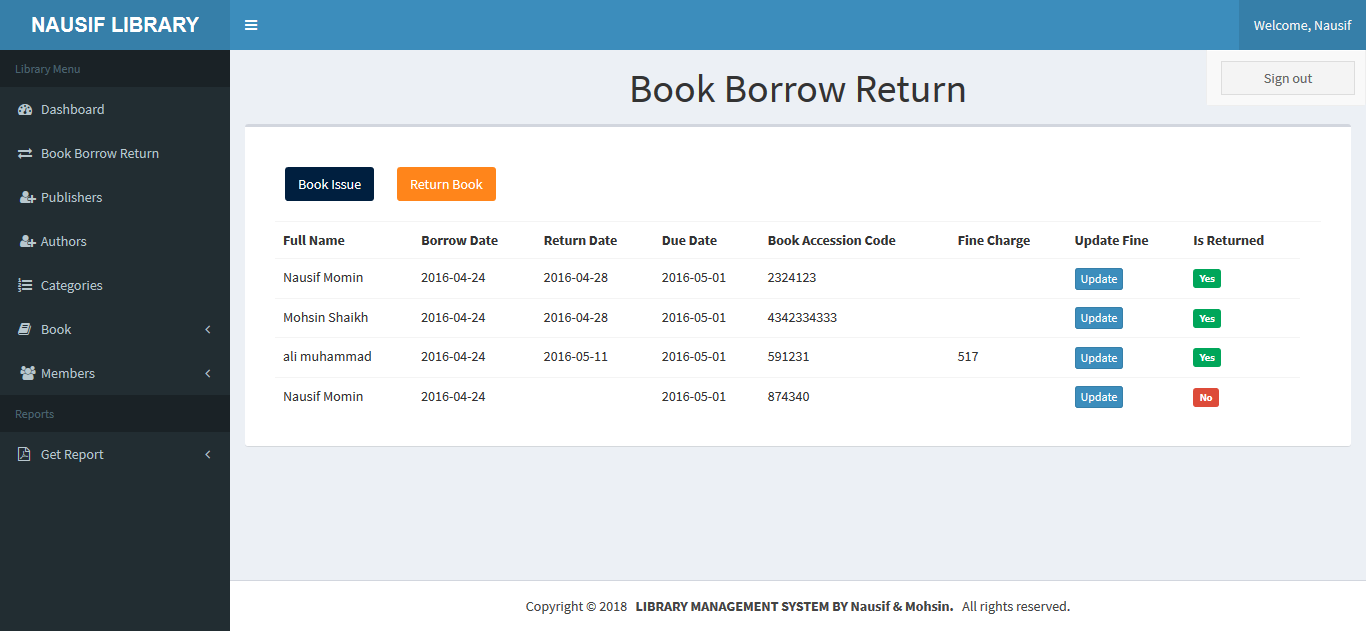 NAUSIF LIBRARY
Welcome, Nausif
Sign out
Library Menu
Dashboard
Book Borrow Return
Publishers
Authors
Categories
Book
Members
Reports
Get Report
Book Borrow Return
Book Issue Return Book
Full Name Borrow Date Return Date Due Date Book Accession Code Fine Charge Update Fine Is Returned
Nausif Momin 2016-04-24 2016-04-28 2016-05-01 2324123 Update Yes
Mohsin Shaikh 2016-04-24 2016-04-28 2016-05-01 4342334333 Update Yes
ali muhammad 2016-04-24 2016-05-11 2016-05-01 591231 517 Update Yes
Nausif Momin 2016-04-24 2016-05-01 874340 Update No
Copyright © 2018 LIBRARY MANAGEMENT SYSTEM BY Nausif & Mohsin. All rights reserved.